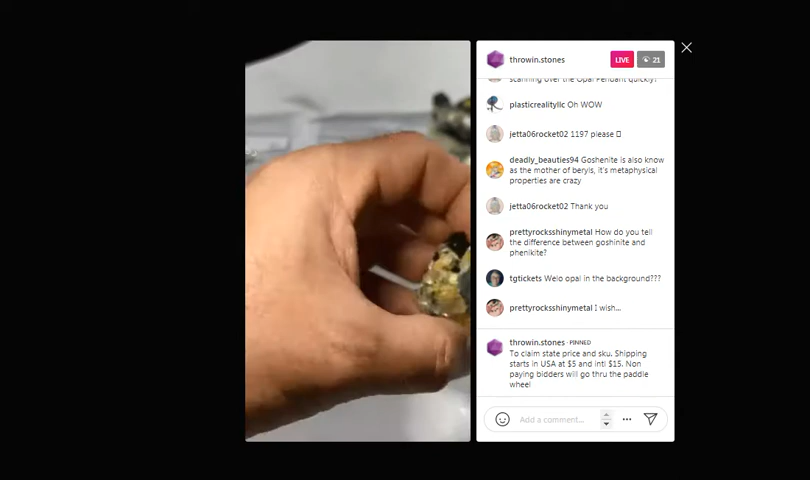 throwin.stones LIVE 21
scanning over the Opal Pendant quickly?
plasticrealityllc Oh WOW
jetta06rocket02 1197 please
deadly_beauties94 Goshenite is also know
as the mother of beryls, it's metaphysical
properties are crazy
jetta06rocket02 Thank you
prettyrocksshinymetal How do you tell
the difference between goshinite and
phenikite?
tgtickets Welo opal in the background???
prettyrocksshinymetal I wish...
throwin.stones · PINNED
To claim state price and sku. Shipping
starts in USA at $5 and intl $15. Non
paying bidders will go thru the paddle
wheel
Add a comment...